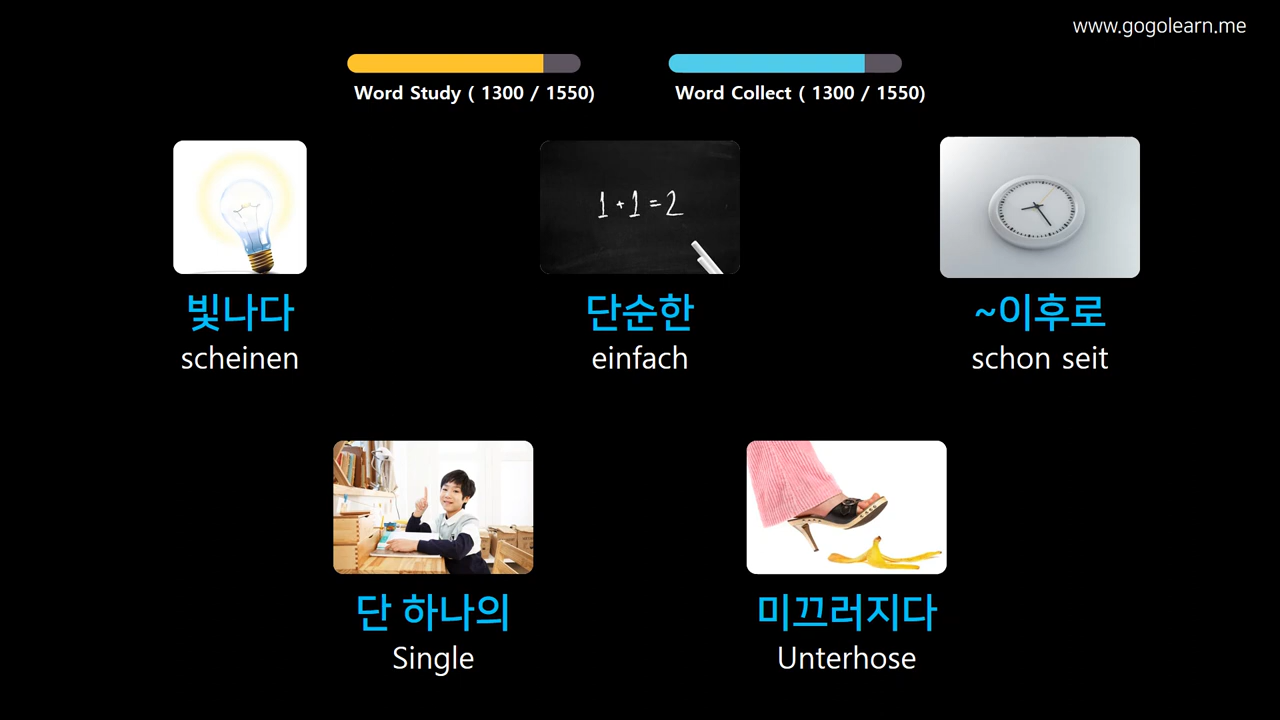 www.gogolearn.me
Word Study ( 1300 / 1550)
Word Collect ( 1300 / 1550)
1+1=2
빛나다
scheinen
단순한
einfach
~이후로
schon seit
단 하나의
Single
미끄러지다
Unterhose